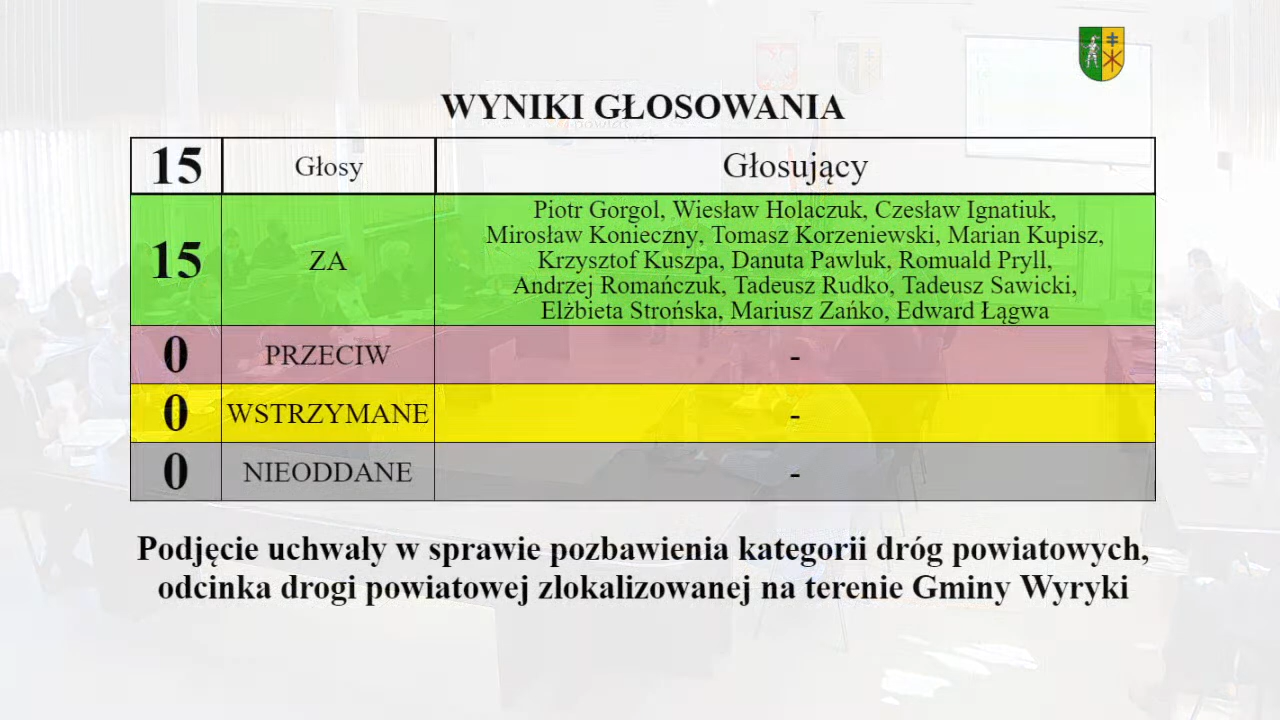 WYNIKI GŁOSOWANIA
15 Głosy Głosujący
15 ZA
Piotr Gorgol, Wiesław Holaczuk, Czesław Ignatiuk,
Mirosław Konieczny, Tomasz Korzeniewski, Marian Kupisz,
Krzysztof Kuszpa, Danuta Pawluk, Romuald Pryll,
Andrzej Romańczuk, Tadeusz Rudko, Tadeusz Sawicki,
Elżbieta Strońska, Mariusz Zańko, Edward Łągwa
0 PRZECIW -
0 WSTRZYMANE -
0 NIEODDANE -
Podjęcie uchwały w sprawie pozbawienia kategorii dróg powiatowych,
odcinka drogi powiatowej zlokalizowanej na terenie Gminy Wyryki